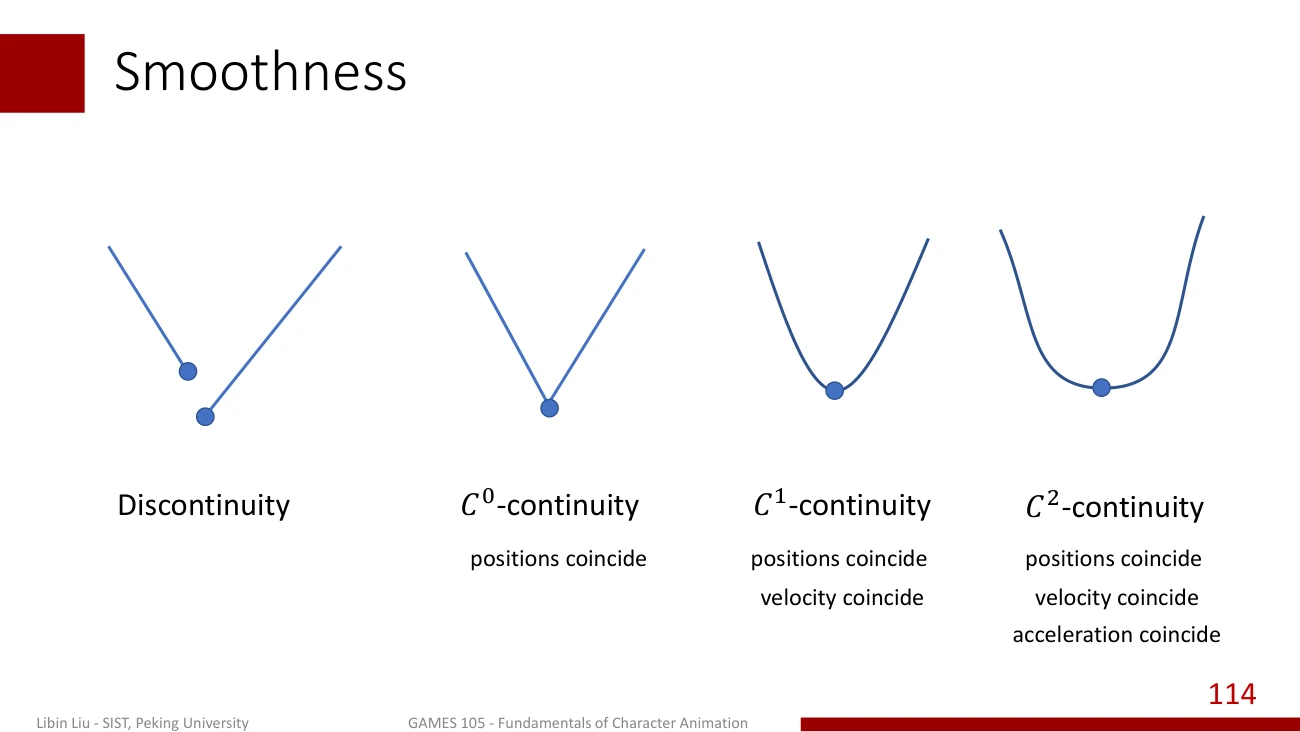 Smoothness
Discontinuity
C⁰-continuity
positions coincide
C¹-continuity
positions coincide
velocity coincide
C²-continuity
positions coincide
velocity coincide
acceleration coincide
114
Libin Liu - SIST, Peking University
GAMES 105 - Fundamentals of Character Animation